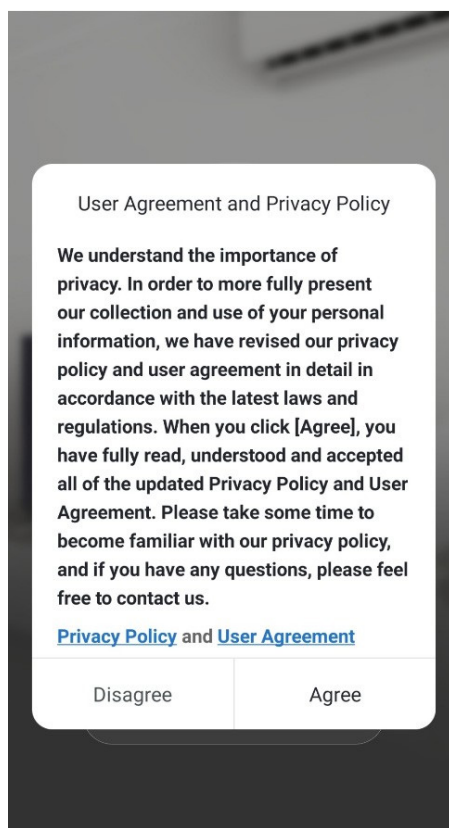 User Agreement and Privacy Policy
We understand the importance of
privacy. In order to more fully present
our collection and use of your personal
information, we have revised our privacy
policy and user agreement in detail in
accordance with the latest laws and
regulations. When you click [Agree], you
have fully read, understood and accepted
all of the updated Privacy Policy and User
Agreement. Please take some time to
become familiar with our privacy policy,
and if you have any questions, please feel
free to contact us.
Privacy Policy and User Agreement
Disagree Agree